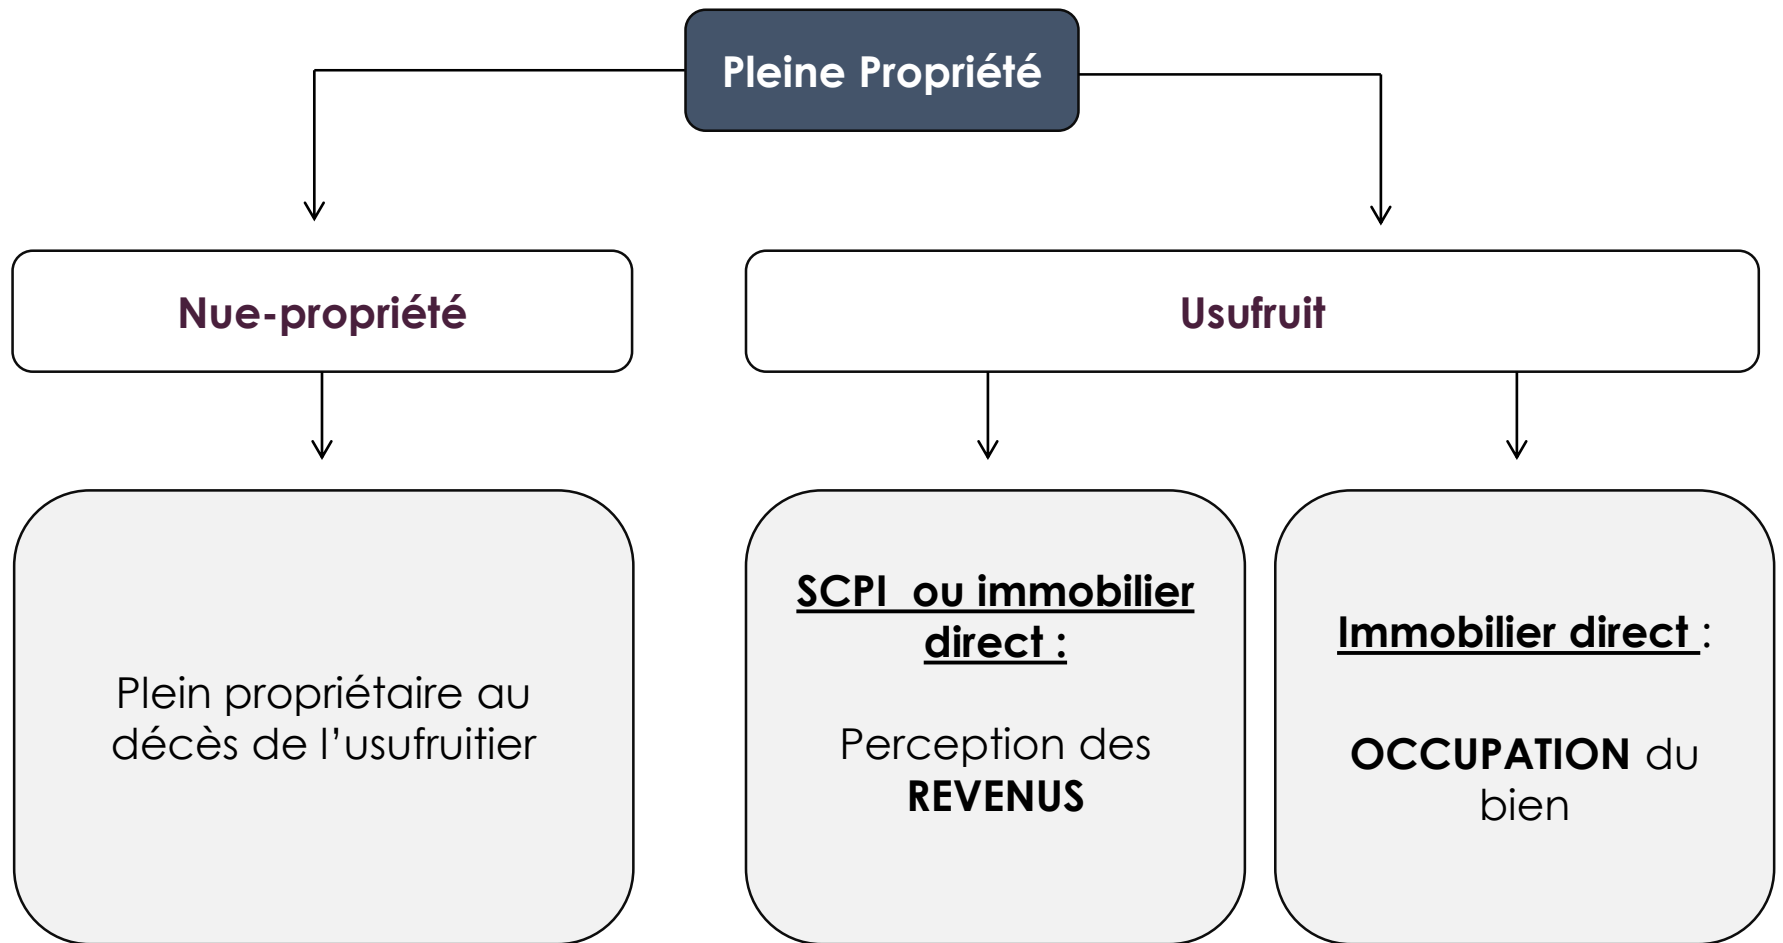 Pleine Propriété
Nue-propriété
Usufruit
Plein propriétaire au
décès de l’usufruitier
SCPI  ou immobilier
direct :
Perception des
REVENUS
Immobilier direct :
OCCUPATION du
bien